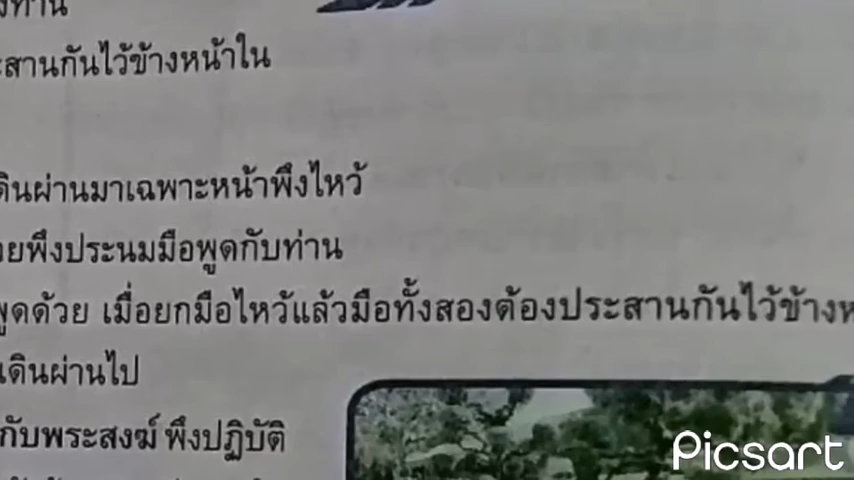 ท่าน
สานกันไว้ข้างหน้าใน
ดินผ่านมาเฉพาะหน้าพึงไหว้
วยพึงประนมมือพูดกับท่าน
พูดด้วย เมื่อยกมือไหว้แล้วมือทั้งสองต้องประสานกันไว้ข้างห
เดินผ่านไป
กับพระสงฆ์ พึงปฏิบัติ
Picsart